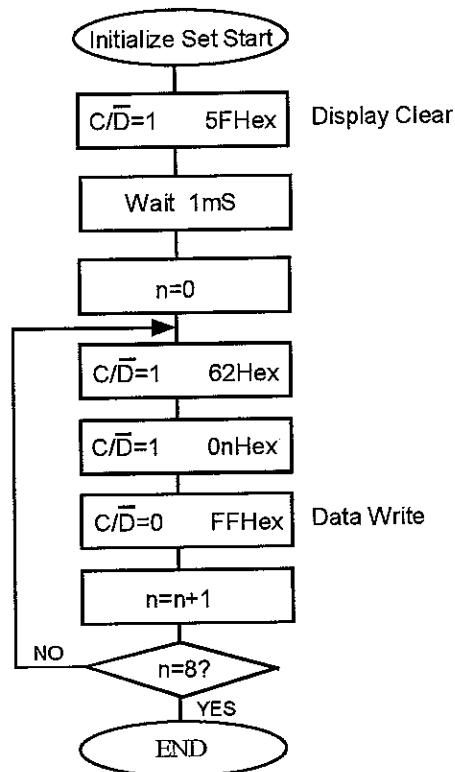 Initialize Set Start
C/D̅=1 5FHex Display Clear
Wait 1mS
n=0
C/D̅=1 62Hex
C/D̅=1 0nHex
C/D̅=0 FFHex Data Write
n=n+1
NO n=8?
YES
END